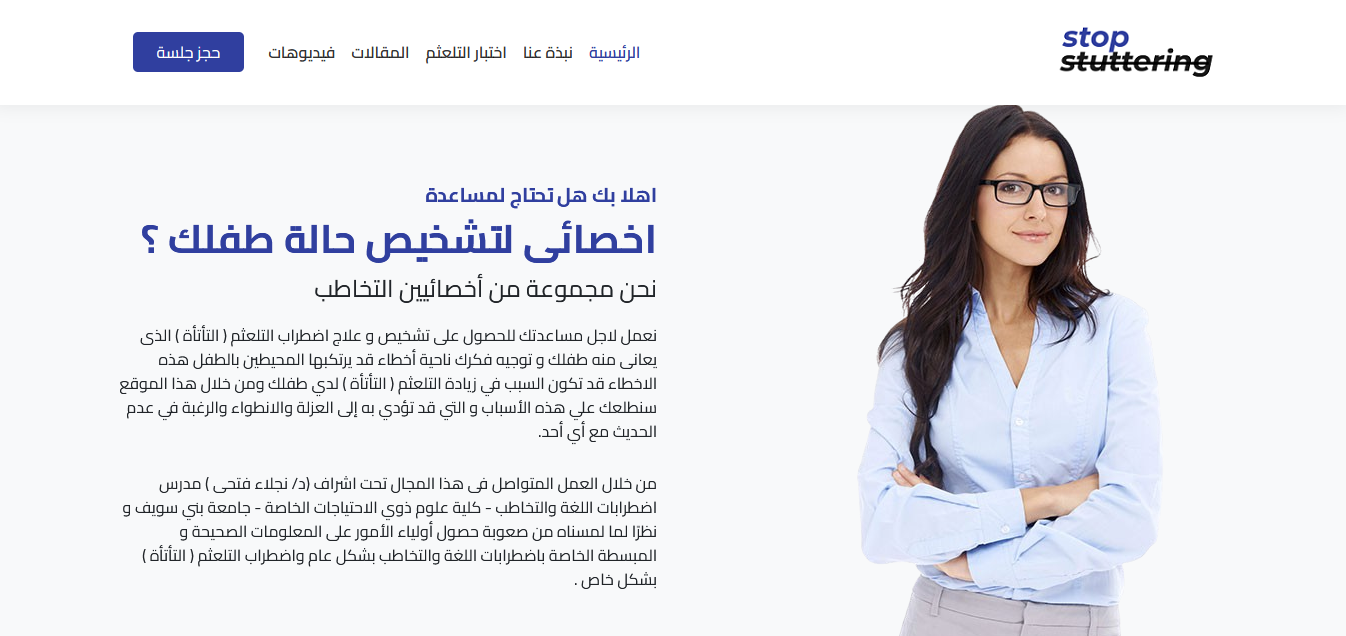 stop
stuttering
الرئيسية
نبذة عنا
اختبار التلعثم
المقالات
فيديوهات
حجز جلسة
اهلا بك هل تحتاج لمساعدة
اخصائى لتشخيص حالة طفلك ؟
نحن مجموعة من أخصائيين التخاطب
نعمل لاجل مساعدتك للحصول على تشخيص و علاج اضطراب التلعثم ( التأتأة ) الذى
يعانى منه طفلك و توجيه فكرك ناحية أخطاء قد يرتكبها المحيطين بالطفل هذه
الاخطاء قد تكون السبب في زيادة التلعثم ( التأتأة ) لدي طفلك ومن خلال هذا الموقع
سنطلعك علي هذه الأسباب و التي قد تؤدي به إلى العزلة والانطواء والرغبة في عدم
الحديث مع أي أحد.
من خلال العمل المتواصل فى هذا المجال تحت اشراف (د/ نجلاء فتحى ) مدرس
اضطرابات اللغة والتخاطب - كلية علوم ذوي الاحتياجات الخاصة - جامعة بني سويف و
نظرًا لما لمسناه من صعوبة حصول أولياء الأمور على المعلومات الصحيحة و
المبسطة الخاصة باضطرابات اللغة والتخاطب بشكل عام واضطراب التلعثم ( التأتأة )
بشكل خاص .